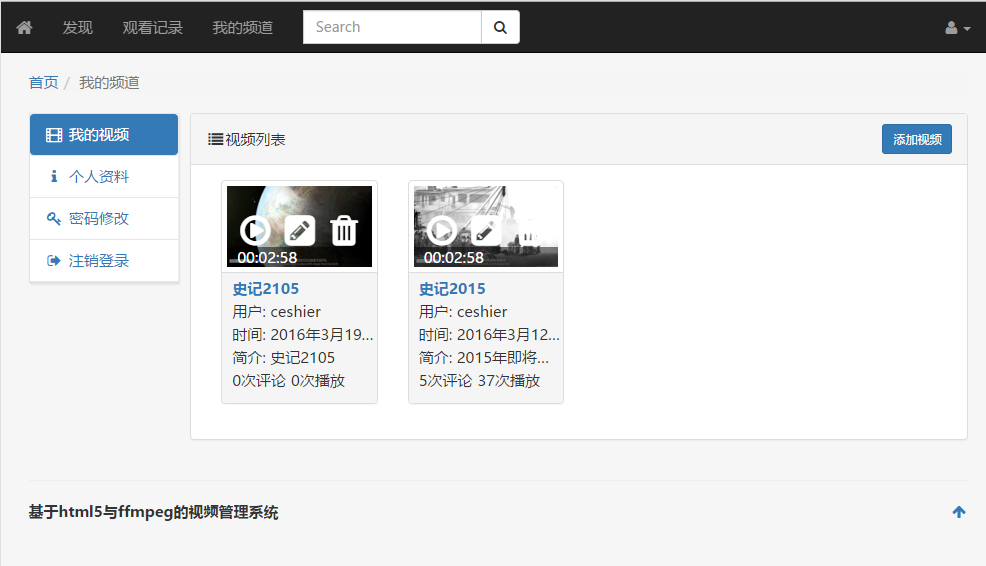 发现 观看记录 我的频道 Search
首页 / 我的频道
我的视频
个人资料
密码修改
注销登录
视频列表 添加视频
00:02:58
史记2105
用户: ceshier
时间: 2016年3月19...
简介: 史记2105
0次评论 0次播放
00:02:58
史记2015
用户: ceshier
时间: 2016年3月12...
简介: 2015年即将...
5次评论 37次播放
基于html5与ffmpeg的视频管理系统